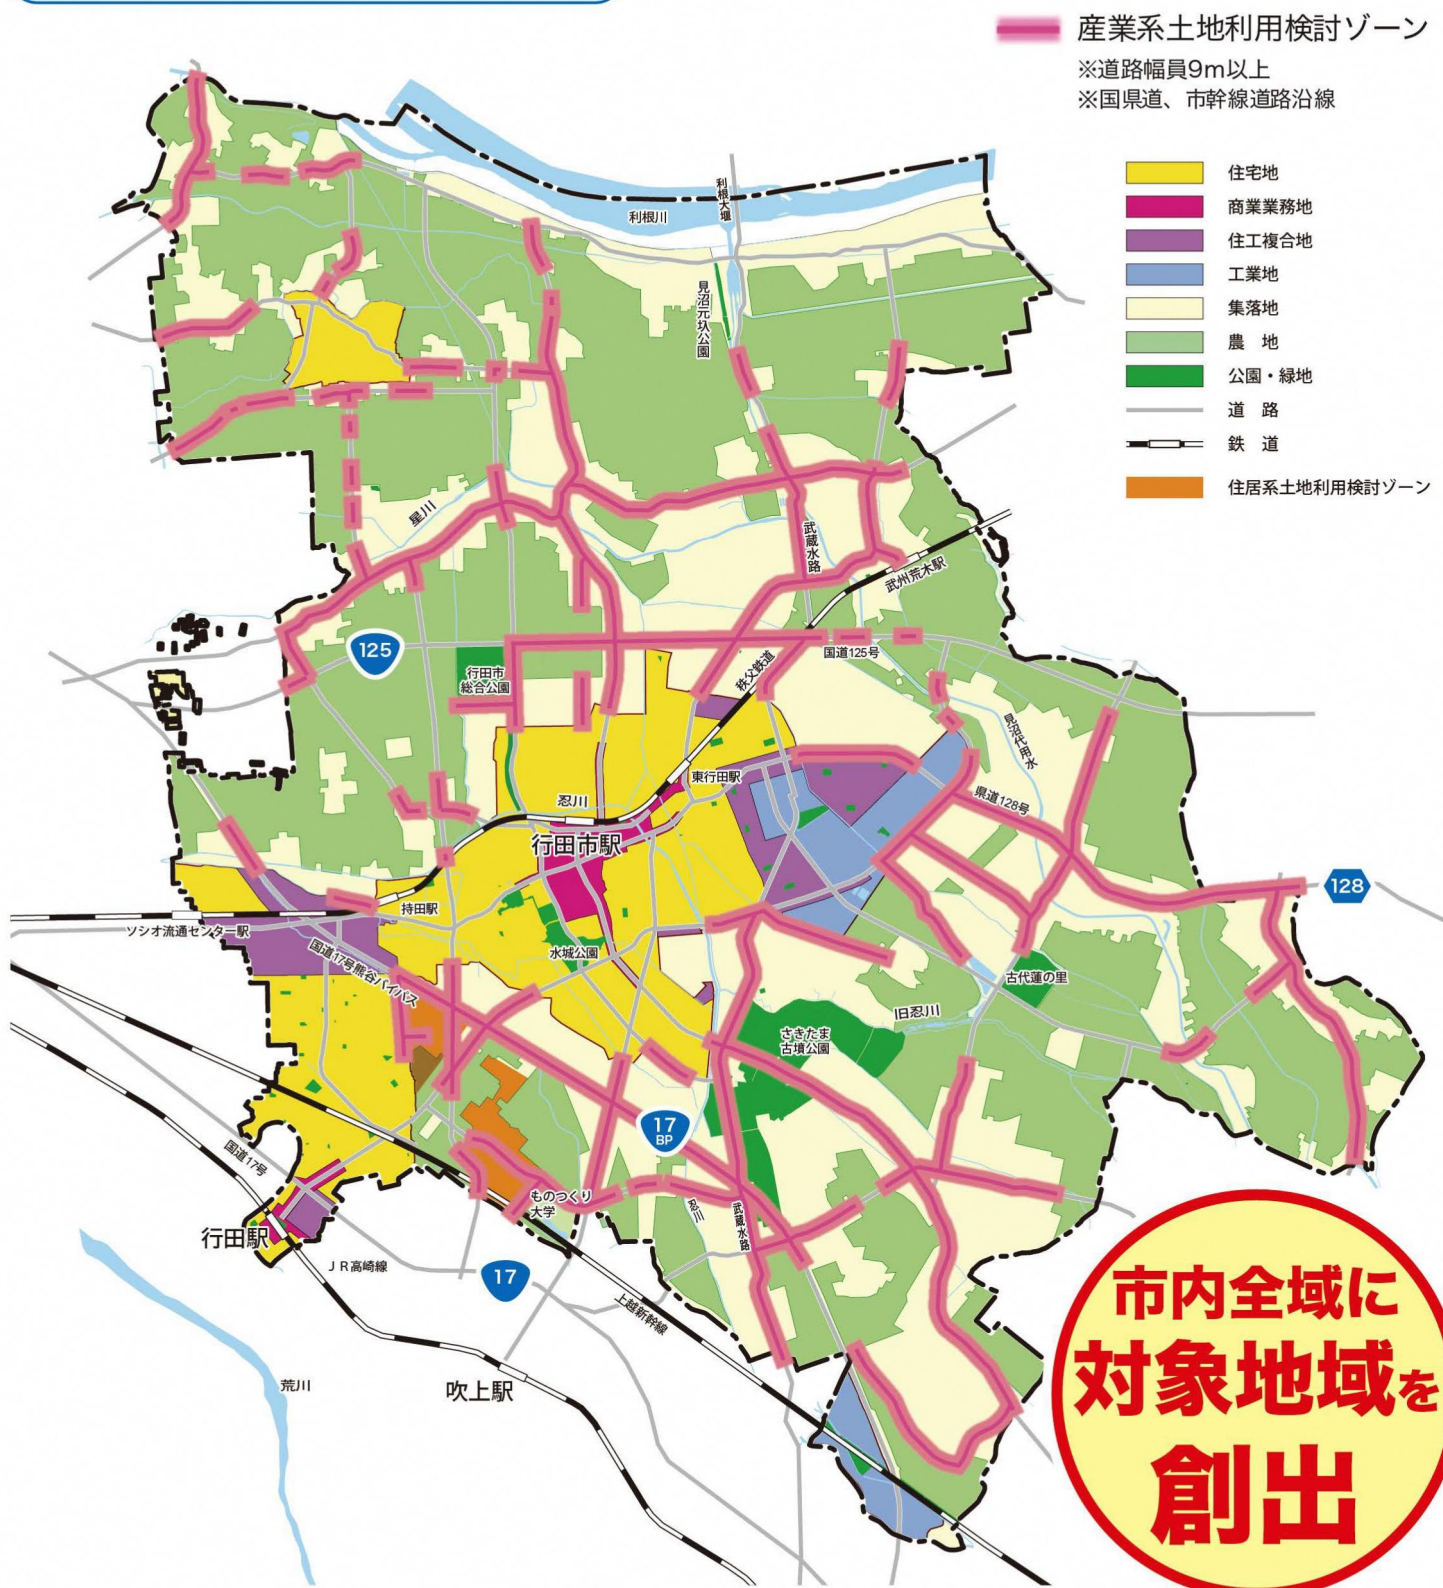 産業系土地利用検討ゾーン
※道路幅員9m以上
※国県道、市幹線道路沿線
住宅地
商業業務地
住工複合地
工業地
集落地
農　地
公園・緑地
道　路
鉄　道
住居系土地利用検討ゾーン
利根川
利根大堰
見沼元圦公園
星川
武蔵水路
武州荒木駅
125
行田市
総合公園
秩父鉄道
国道125号
見沼代用水
東行田駅
県道128号
忍川
行田市駅
128
持田駅
ソシオ流通センター駅
国道17号熊谷バイパス
水城公園
古代蓮の里
旧忍川
さきたま
古墳公園
17
BP
国道17号
ものつくり
大学
忍川
武蔵水路
行田駅
JR高崎線
17
上越新幹線
荒川
吹上駅
市内全域に
対象地域を
創出